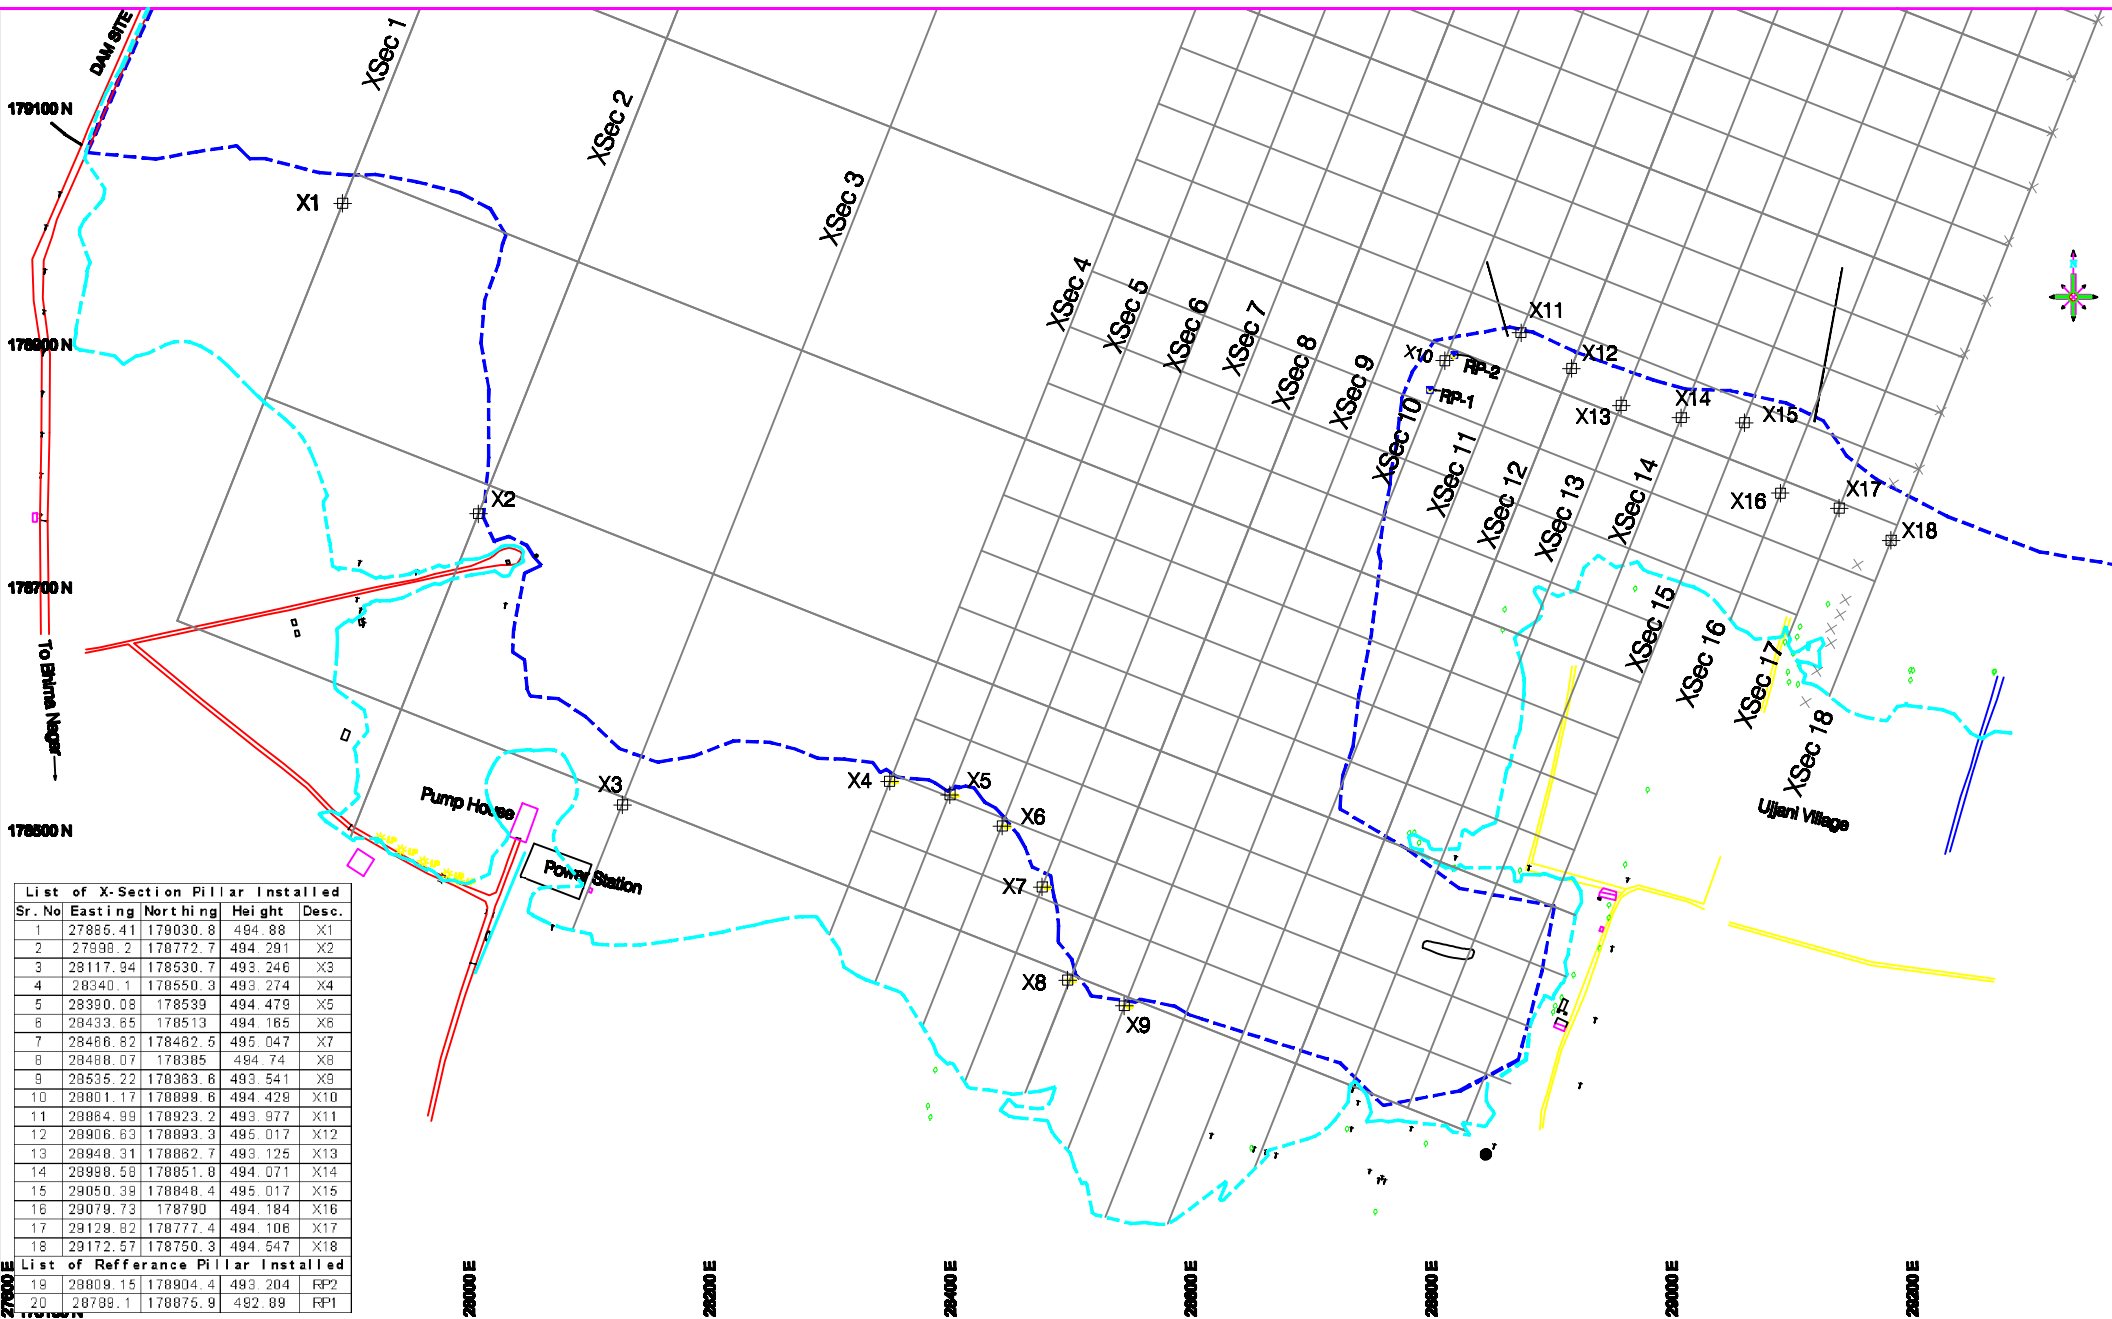 DAM SITE
XSec 1
XSec 2
XSec 3
XSec 4
XSec 5
XSec 6
XSec 7
XSec 8
XSec 9
XSec 10
XSec 11
XSec 12
XSec 13
XSec 14
XSec 15
XSec 16
XSec 17
XSec 18
179100 N
178900 N
178700 N
178500 N
X1
X2
X3
X4
X5
X6
X7
X8
X9
X10
RP-2
RP-1
X11
X12
X13
X14
X15
X16
X17
X18
To Bhima Nagar
Pump House
Power Station
Ujjani Village
List of X-Section Pillar Installed
Sr. No Easting Northing Height Desc.
1 27885.41 179030.8 494.88 X1
2 27998.2 178772.7 494.291 X2
3 28117.94 178530.7 493.246 X3
4 28340.1 178550.3 493.274 X4
5 28390.08 178539 494.479 X5
6 28433.65 178513 494.165 X6
7 28466.82 178462.5 495.047 X7
8 28488.07 178385 494.74 X8
9 28535.22 178363.6 493.541 X9
10 28801.17 178899.6 494.429 X10
11 28864.99 178923.2 493.977 X11
12 28906.63 178893.3 495.017 X12
13 28948.31 178862.7 493.125 X13
14 28998.58 178851.8 494.071 X14
15 29050.39 178848.4 495.017 X15
16 29079.73 178790 494.184 X16
17 29129.82 178777.4 494.106 X17
18 29172.57 178750.3 494.547 X18
List of Refferance Pillar Installed
19 28809.15 178904.4 493.204 RP2
20 28789.1 178875.9 492.89 RP1
27600 E
28000 E
28200 E
28400 E
28600 E
28800 E
29000 E
29200 E